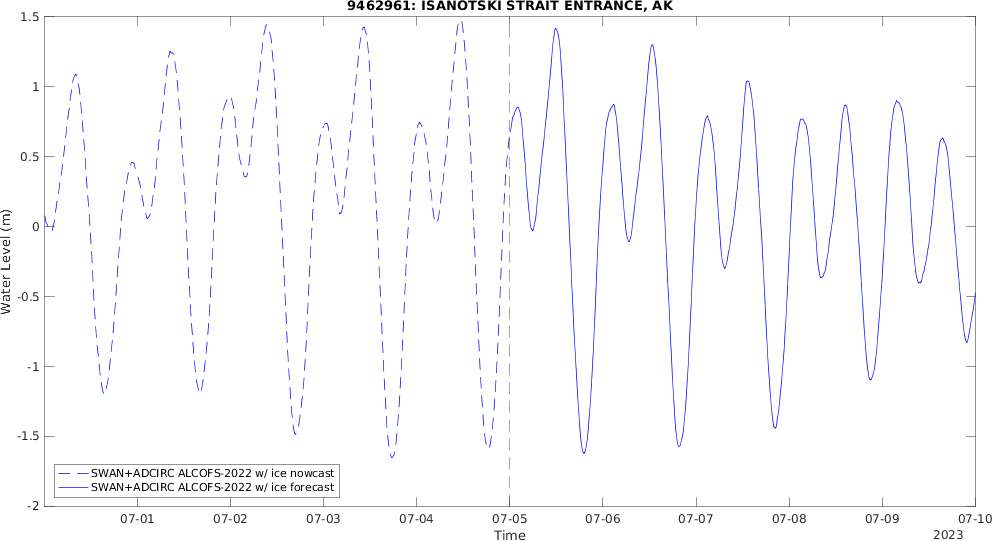 9462961: ISANOTSKI STRAIT ENTRANCE, AK
1.5
1
0.5
0
-0.5
-1
-1.5
-2
Water Level (m)
SWAN+ADCIRC ALCOFS-2022 w/ ice nowcast
SWAN+ADCIRC ALCOFS-2022 w/ ice forecast
07-01 07-02 07-03 07-04 07-05 07-06 07-07 07-08 07-09 07-10
Time
2023